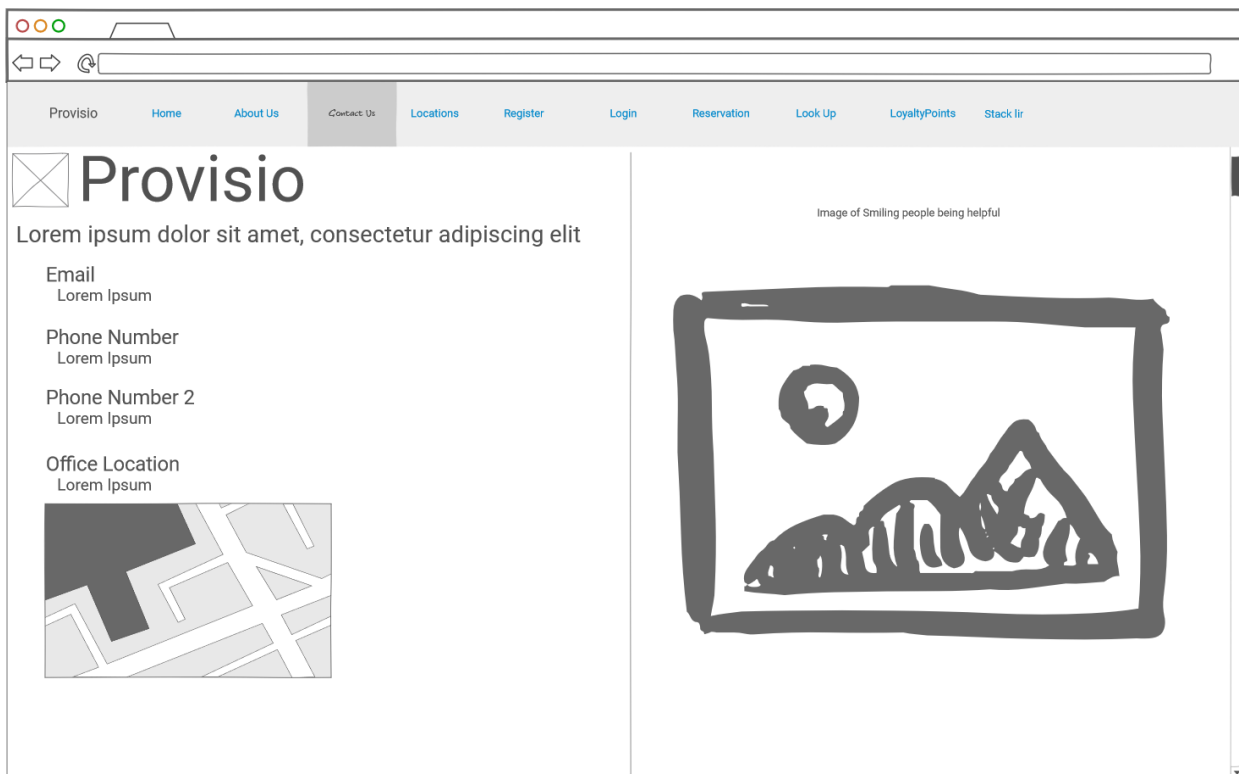 Provisio Home About Us Contact Us Locations Register Login Reservation Look Up LoyaltyPoints Stack lir
Provisio
Lorem ipsum dolor sit amet, consectetur adipiscing elit
Email
Lorem Ipsum
Phone Number
Lorem Ipsum
Phone Number 2
Lorem Ipsum
Office Location
Lorem Ipsum
Image of Smiling people being helpful